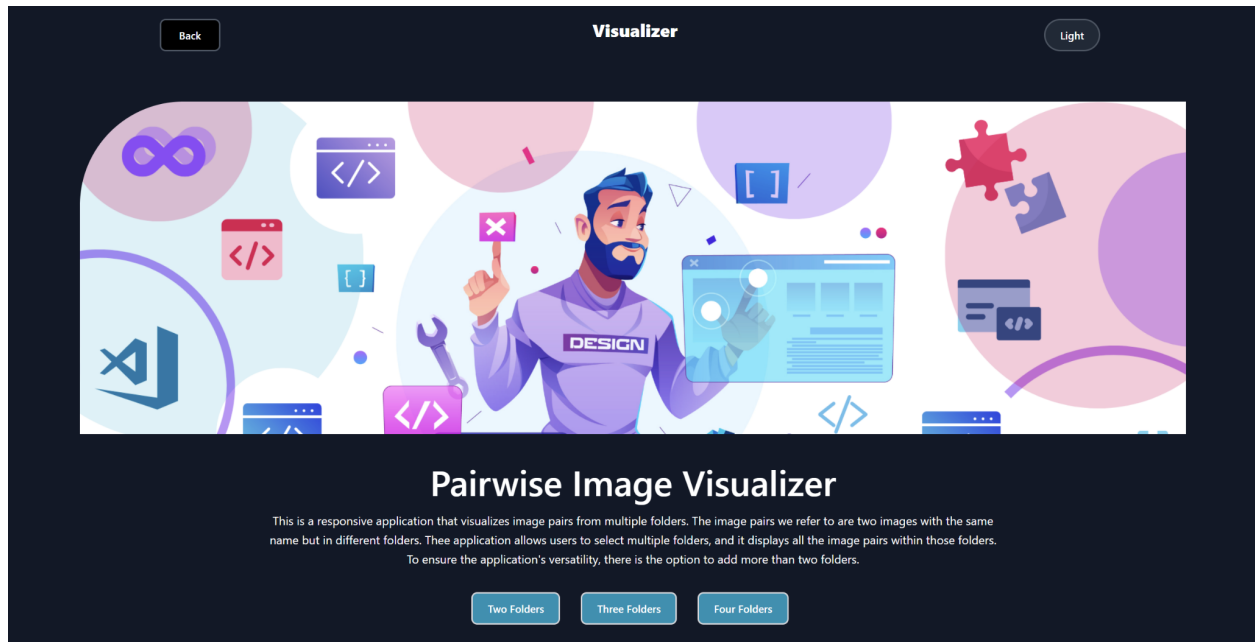 Back
Visualizer
Light
</>
[ ]
</>
{ }
</>
DESIGN
</>
</>
</>
Pairwise Image Visualizer
This is a responsive application that visualizes image pairs from multiple folders. The image pairs we refer to are two images with the same
name but in different folders. Thee application allows users to select multiple folders, and it displays all the image pairs within those folders.
To ensure the application's versatility, there is the option to add more than two folders.
Two Folders
Three Folders
Four Folders